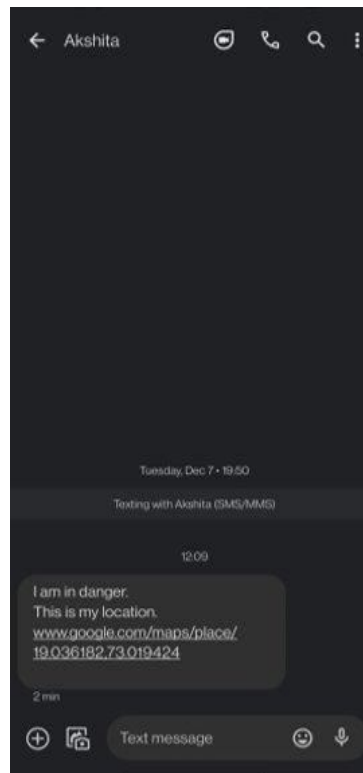 Akshita
Tuesday, Dec 7 • 19:50
Texting with Akshita (SMS/MMS)
12:09
I am in danger.
This is my location.
www.google.com/maps/place/
19.036182,73.019424
2 min
Text message